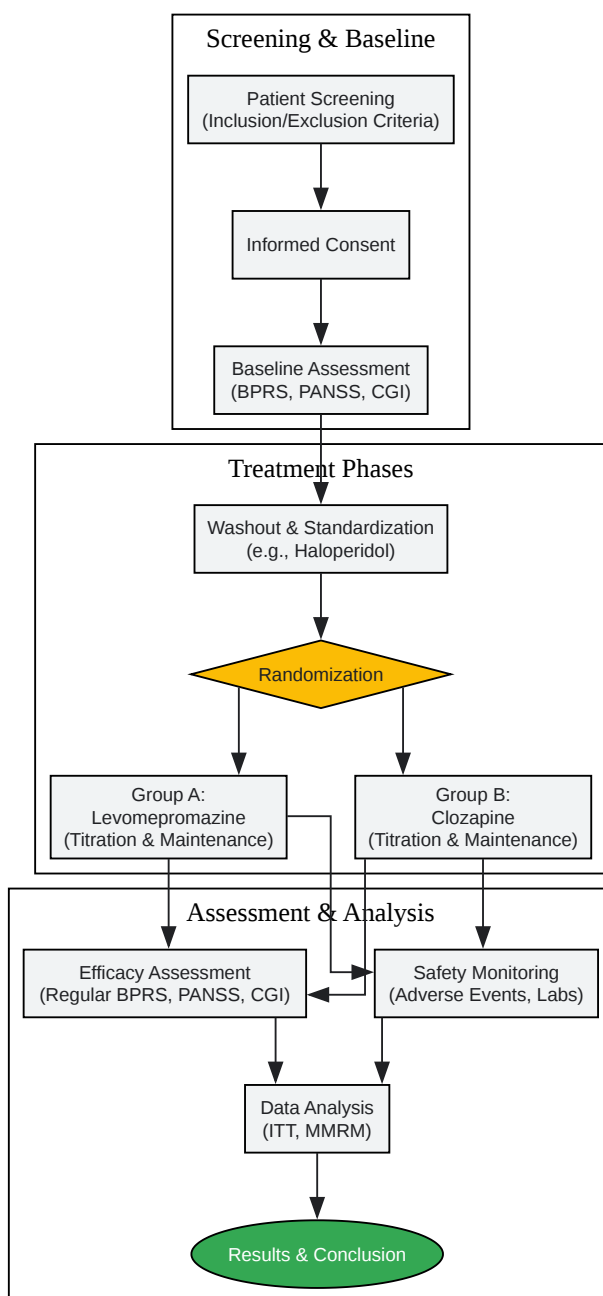 Screening & Baseline
Patient Screening
(Inclusion/Exclusion Criteria)
Informed Consent
Baseline Assessment
(BPRS, PANSS, CGI)
Treatment Phases
Washout & Standardization
(e.g., Haloperidol)
Randomization
Group A:
Levomepromazine
(Titration & Maintenance)
Group B:
Clozapine
(Titration & Maintenance)
Assessment & Analysis
Efficacy Assessment
(Regular BPRS, PANSS, CGI)
Safety Monitoring
(Adverse Events, Labs)
Data Analysis
(ITT, MMRM)
Results & Conclusion